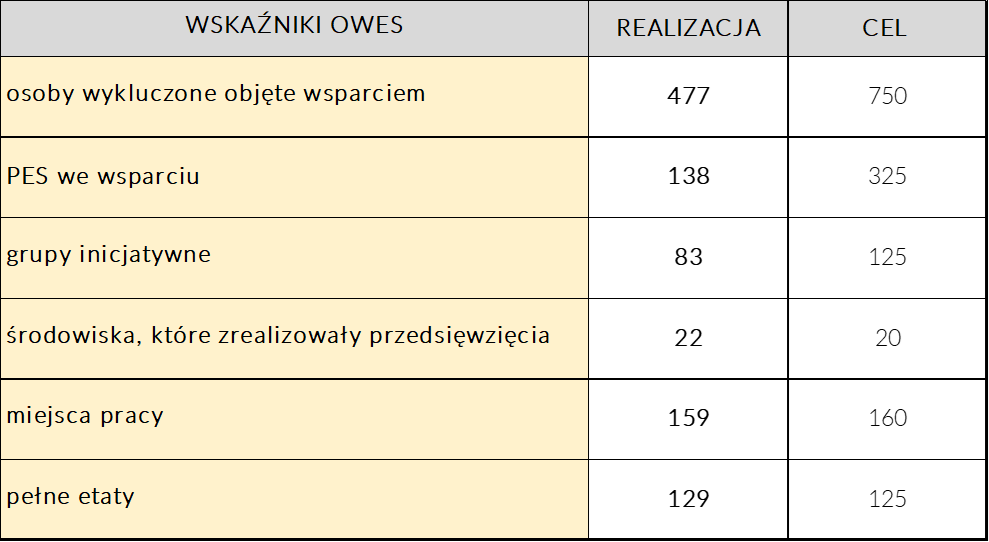 WSKAŹNIKI OWES REALIZACJA CEL
osoby wykluczone objęte wsparciem 477 750
PES we wsparciu 138 325
grupy inicjatywne 83 125
środowiska, które zrealizowały przedsięwzięcia 22 20
miejsca pracy 159 160
pełne etaty 129 125